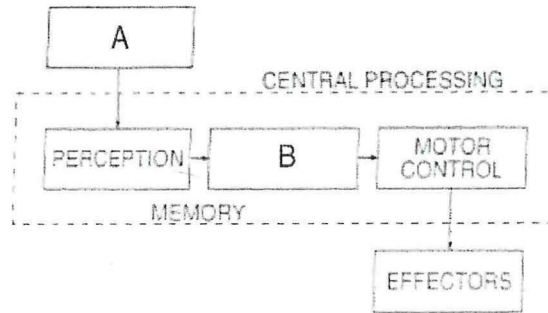 A
CENTRAL PROCESSING
PERCEPTION
B
MOTOR
CONTROL
MEMORY
EFFECTORS